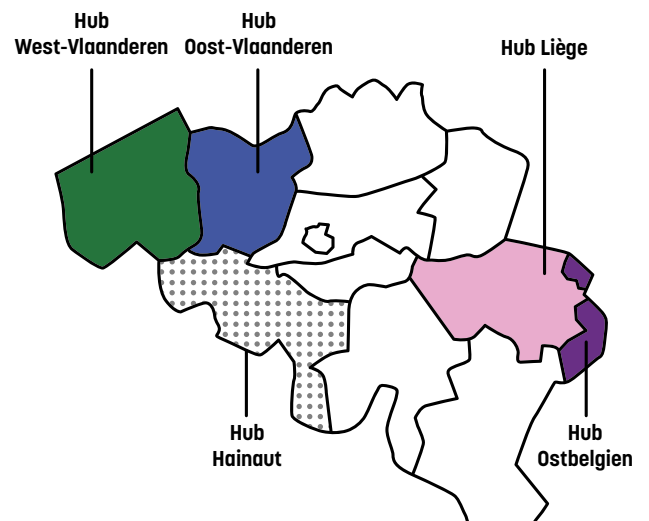 Hub
West-Vlaanderen
Hub
Oost-Vlaanderen
Hub Liège
Hub
Hainaut
Hub
Ostbelgien